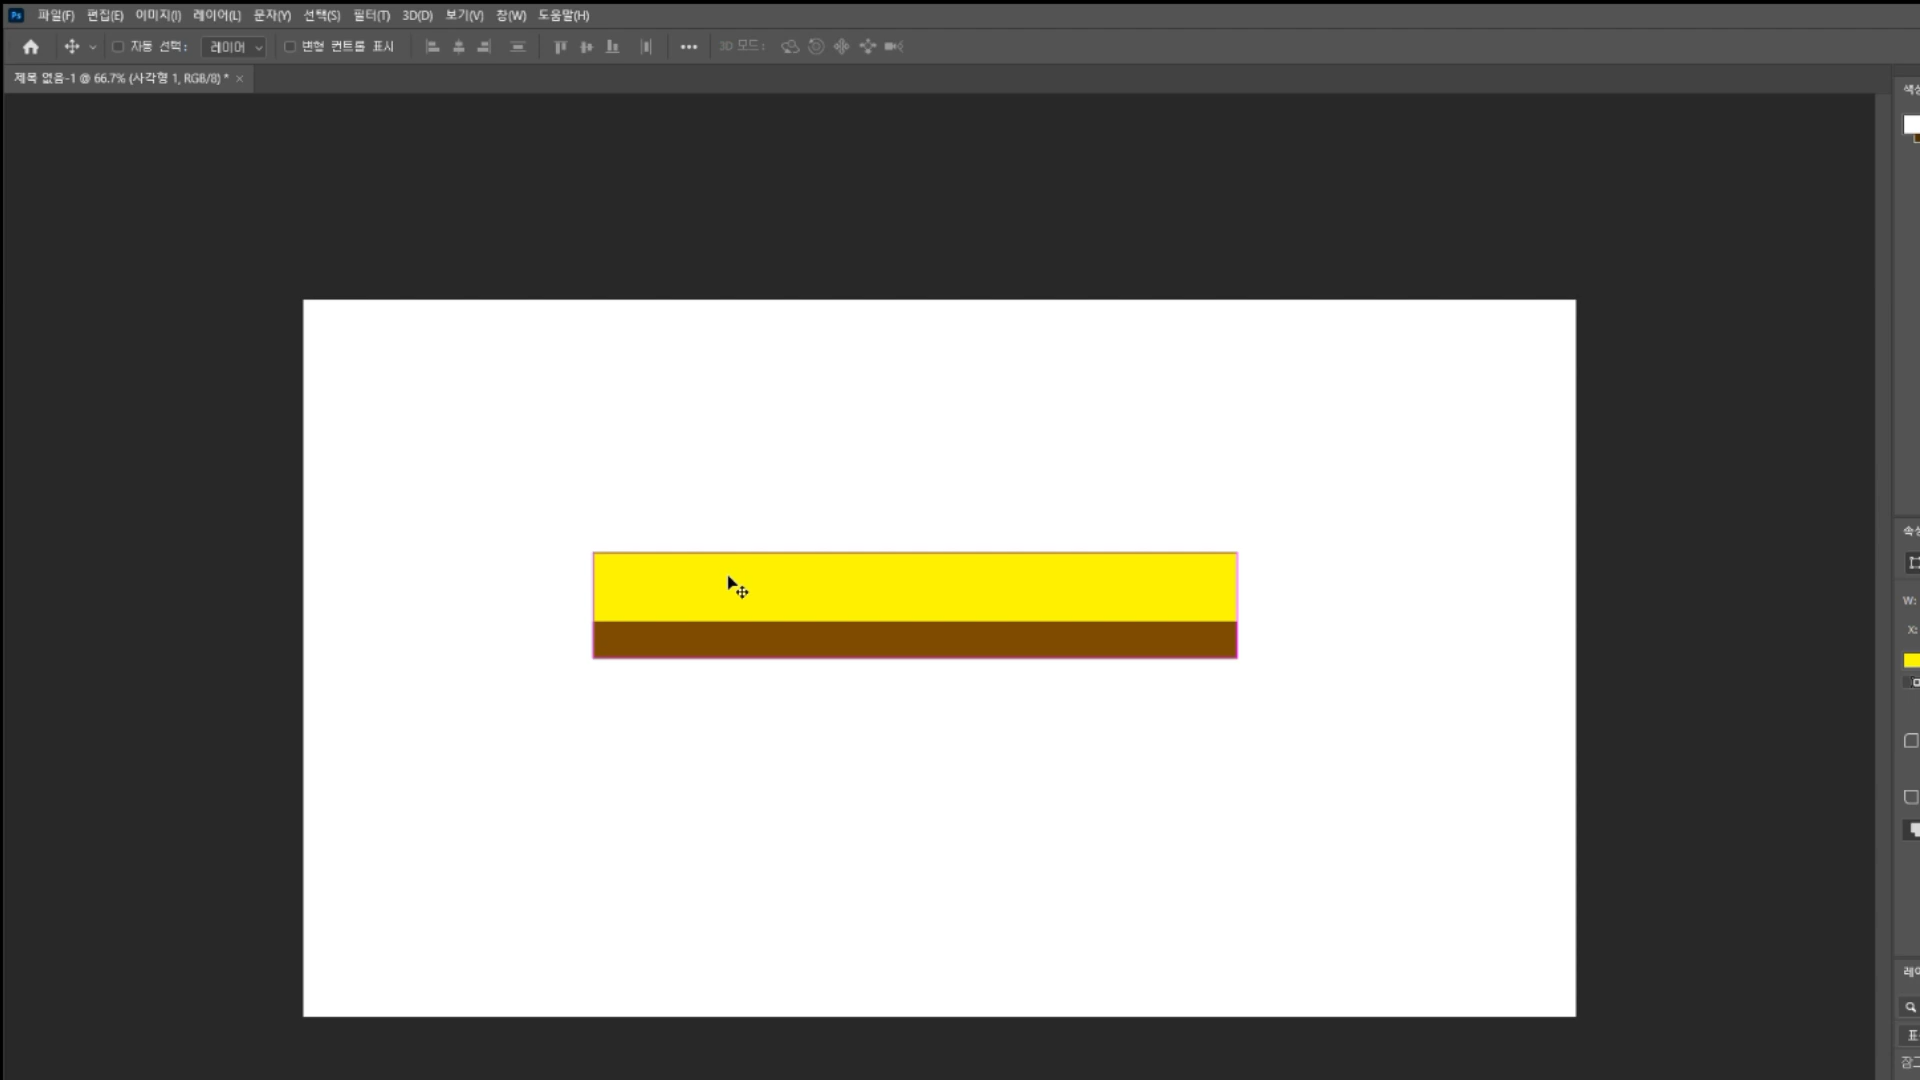 Ps 파일(F) 편집(E) 이미지(I) 레이어(L) 문자(Y) 선택(S) 필터(T) 3D(D) 보기(V) 창(W) 도움말(H)
자동 선택: 레이어 변형 컨트롤 표시 3D 모드:
제목 없음-1 @ 66.7% (사각형 1, RGB/8) * ×
W:
X: